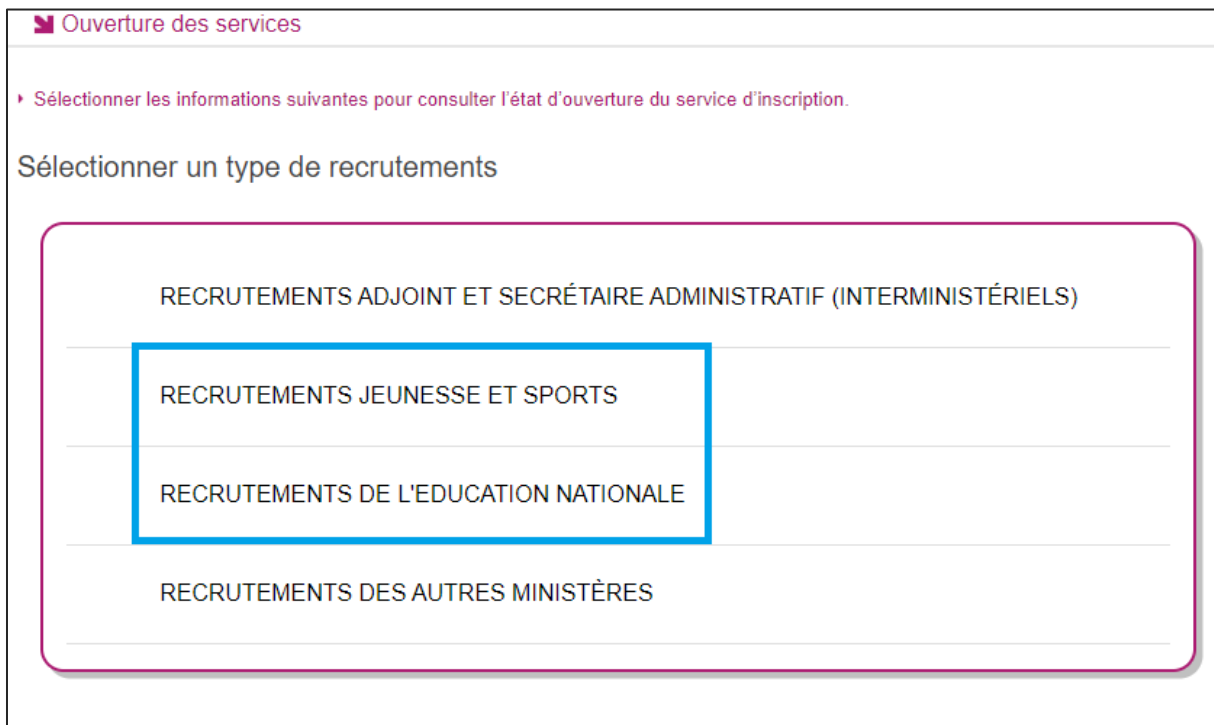 Ouverture des services
Sélectionner les informations suivantes pour consulter l'état d'ouverture du service d'inscription.
Sélectionner un type de recrutements
RECRUTEMENTS ADJOINT ET SECRÉTAIRE ADMINISTRATIF (INTERMINISTÉRIELS)
RECRUTEMENTS JEUNESSE ET SPORTS
RECRUTEMENTS DE L'EDUCATION NATIONALE
RECRUTEMENTS DES AUTRES MINISTÈRES